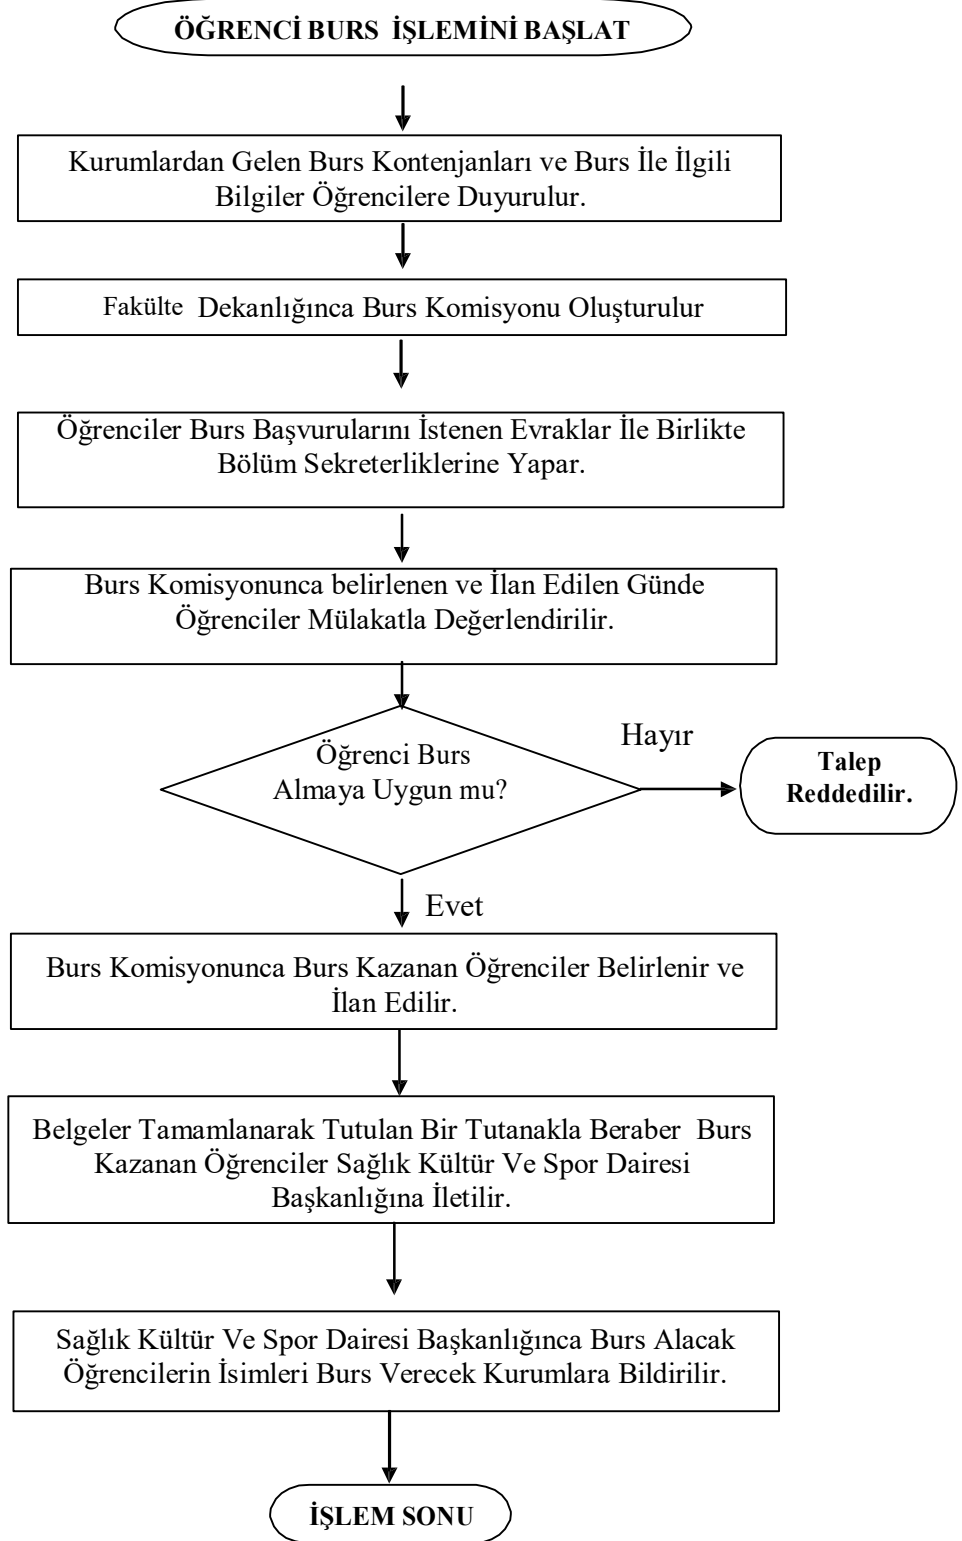 ÖĞRENCİ BURS İŞLEMİNİ BAŞLAT
Kurumlardan Gelen Burs Kontenjanları ve Burs İle İlgili
Bilgiler Öğrencilere Duyurulur.
Fakülte Dekanlığınca Burs Komisyonu Oluşturulur
Öğrenciler Burs Başvurularını İstenen Evraklar İle Birlikte
Bölüm Sekreterliklerine Yapar.
Burs Komisyonunca belirlenen ve İlan Edilen Günde
Öğrenciler Mülakatla Değerlendirilir.
Öğrenci Burs
Almaya Uygun mu?
Hayır
Talep
Reddedilir.
Evet
Burs Komisyonunca Burs Kazanan Öğrenciler Belirlenir ve
İlan Edilir.
Belgeler Tamamlanarak Tutulan Bir Tutanakla Beraber Burs
Kazanan Öğrenciler Sağlık Kültür Ve Spor Dairesi
Başkanlığına İletilir.
Sağlık Kültür Ve Spor Dairesi Başkanlığınca Burs Alacak
Öğrencilerin İsimleri Burs Verecek Kurumlara Bildirilir.
İŞLEM SONU